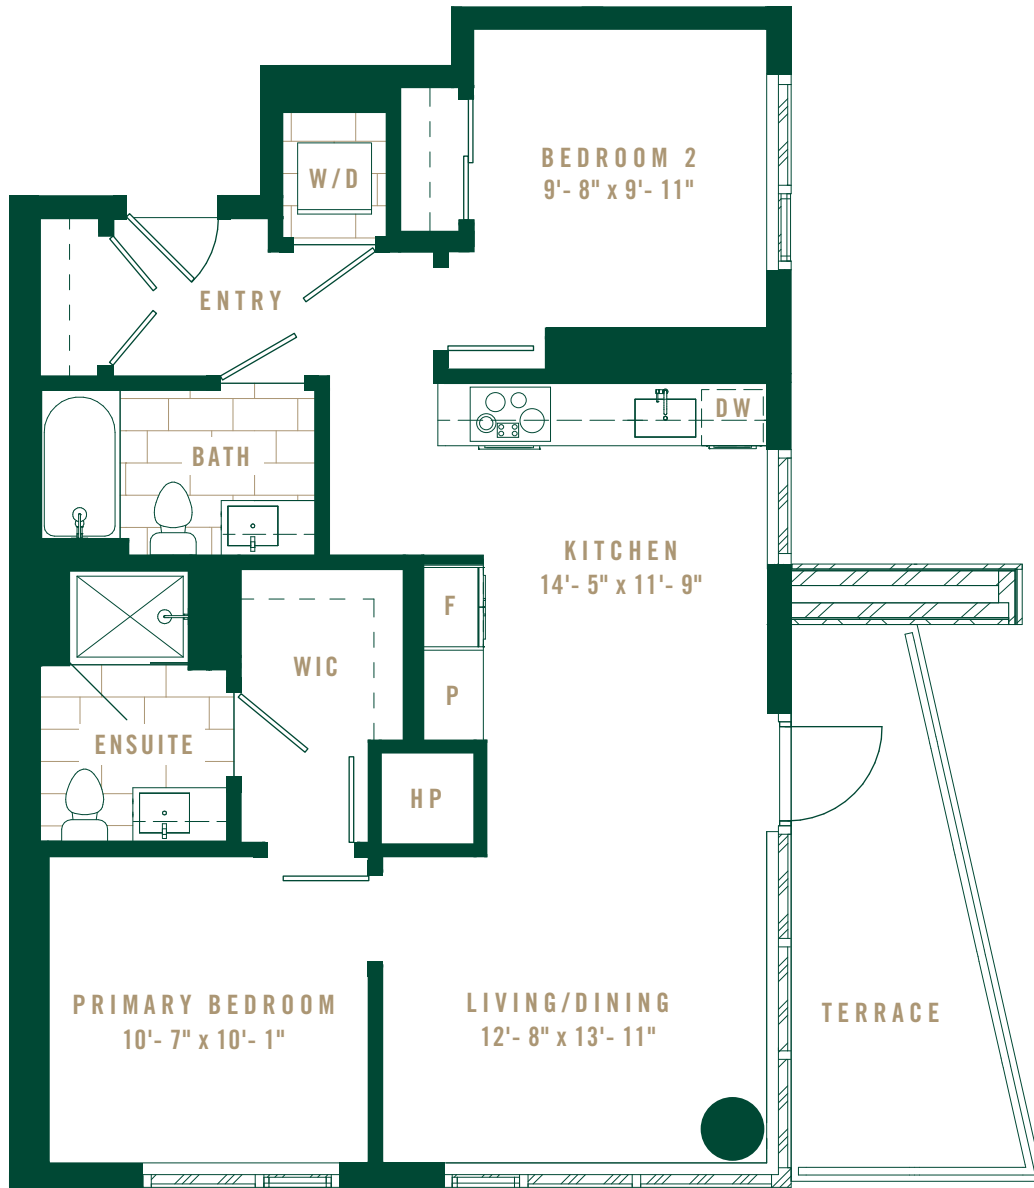 BEDROOM 2
9'- 8" x 9'- 11"
W/D
ENTRY
DW
BATH
KITCHEN
14'- 5" x 11'- 9"
F
WIC
P
ENSUITE
HP
PRIMARY BEDROOM
10'- 7" x 10'- 1"
LIVING/DINING
12'- 8" x 13'- 11"
TERRACE